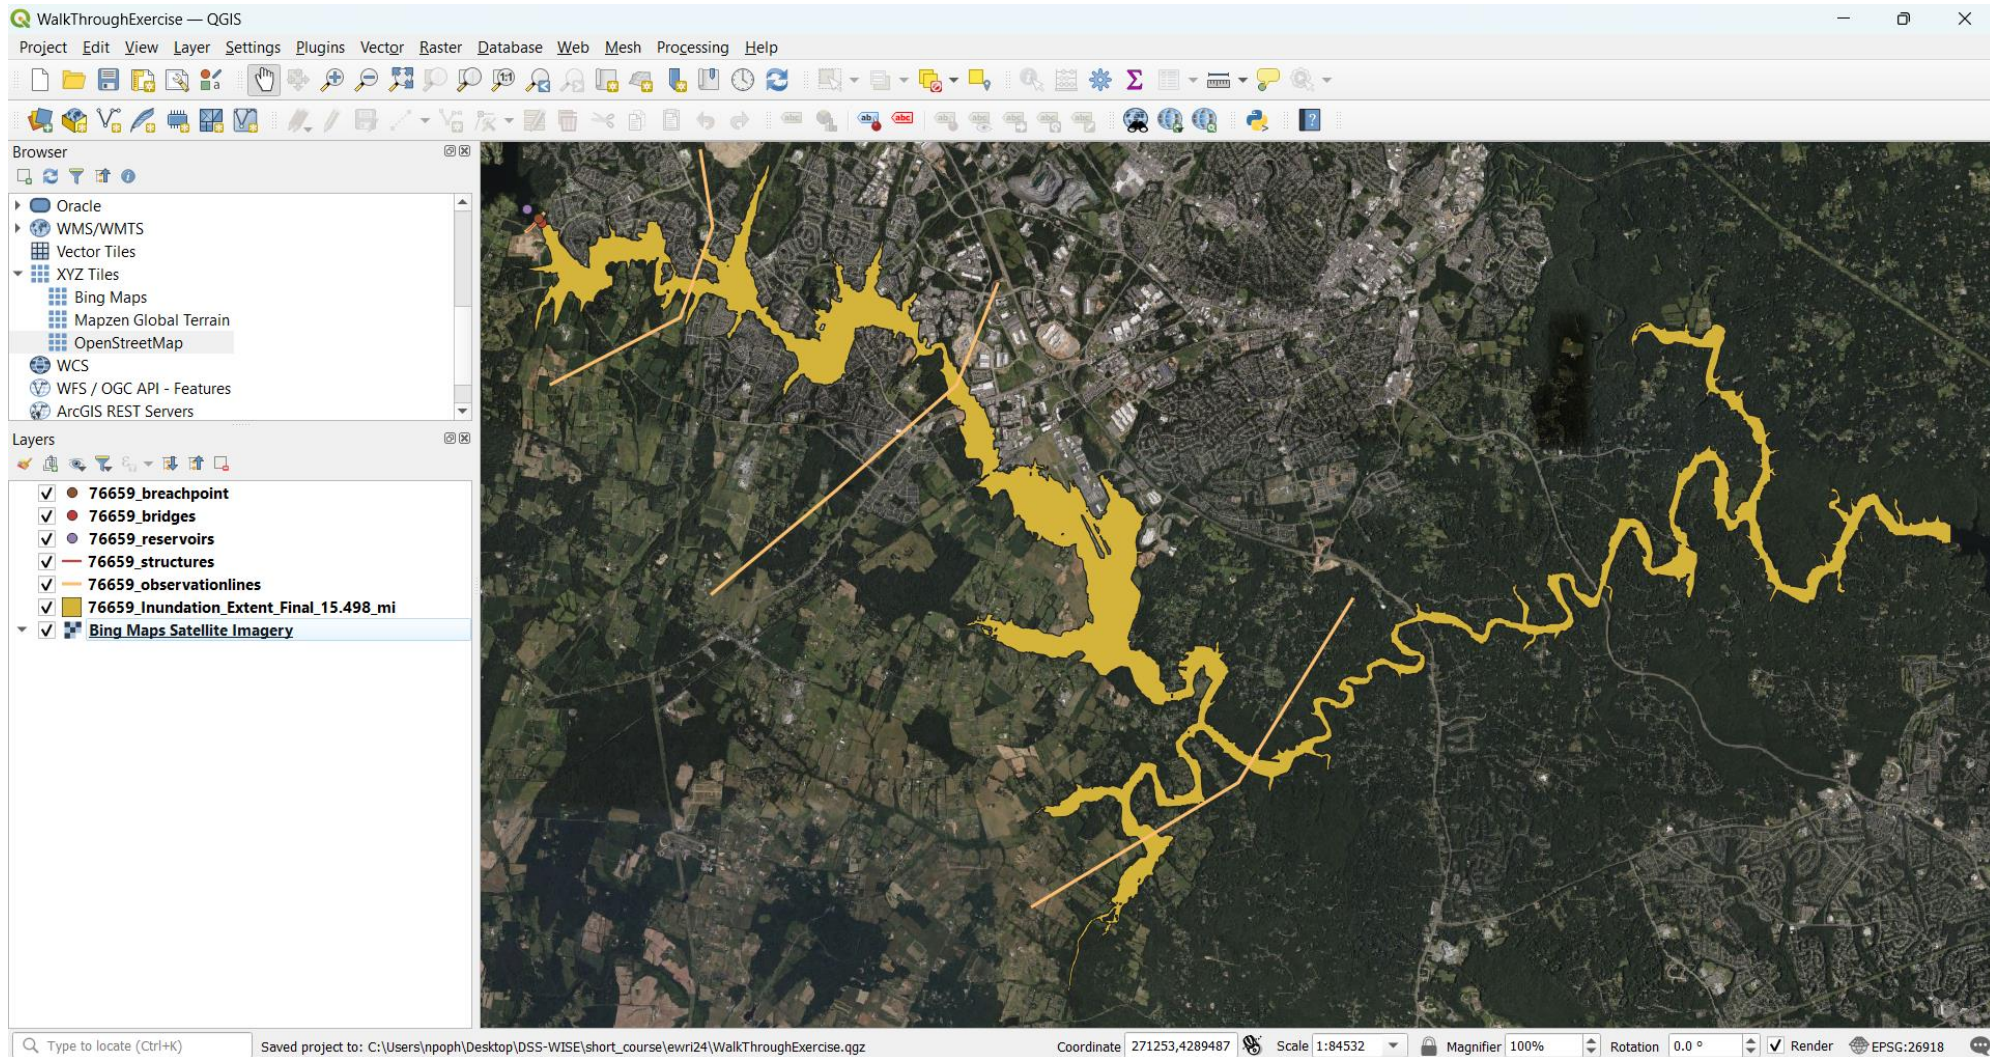 WalkThroughExercise — QGIS
Project Edit View Layer Settings Plugins Vector Raster Database Web Mesh Processing Help
Browser
Oracle
WMS/WMTS
Vector Tiles
XYZ Tiles
Bing Maps
Mapzen Global Terrain
OpenStreetMap
WCS
WFS / OGC API - Features
ArcGIS REST Servers
Layers
76659_breachpoint
76659_bridges
76659_reservoirs
76659_structures
76659_observationlines
76659_Inundation_Extent_Final_15.498_mi
Bing Maps Satellite Imagery
Type to locate (Ctrl+K) Saved project to: C:\Users\npoph\Desktop\DSS-WISE\short_course\ewri24\WalkThroughExercise.qgz Coordinate 271253,4289487 Scale 1:84532 Magnifier 100% Rotation 0.0 ° Render EPSG:26918